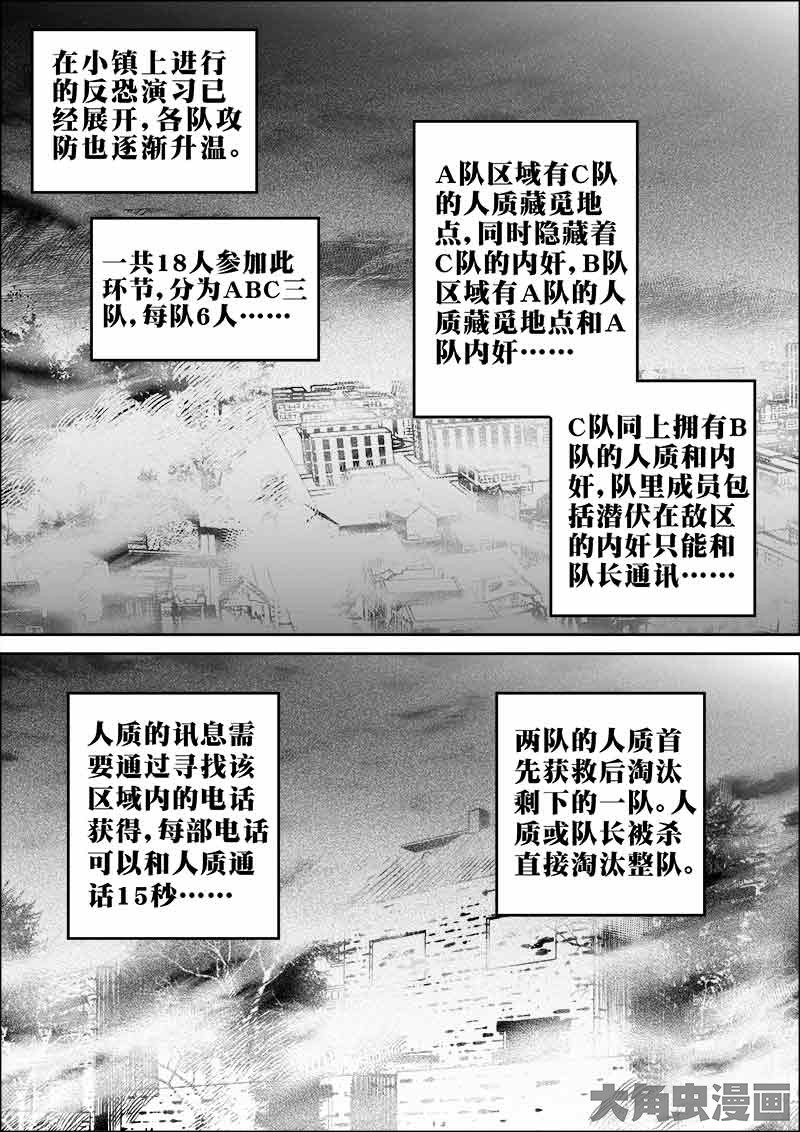 在小镇上进行
的反恐演习已
经展开，各队攻
防也逐渐升温。
一共18人参加此
环节，分为ABC三
队，每队6人……
A队区域有C队
的人质藏觅地
点，同时隐藏着
C队的内奸，B队
区域有A队的人
质藏觅地点和A
队内奸……
C队同上拥有B
队的人质和内
奸，队里成员包
括潜伏在敌区
的内奸只能和
队长通讯……
人质的讯息需
要通过寻找该
区域内的电话
获得，每部电话
可以和人质通
话15秒……
两队的人质首
先获救后淘汰
剩下的一队。人
质或队长被杀
直接淘汰整队。
大角虫漫画